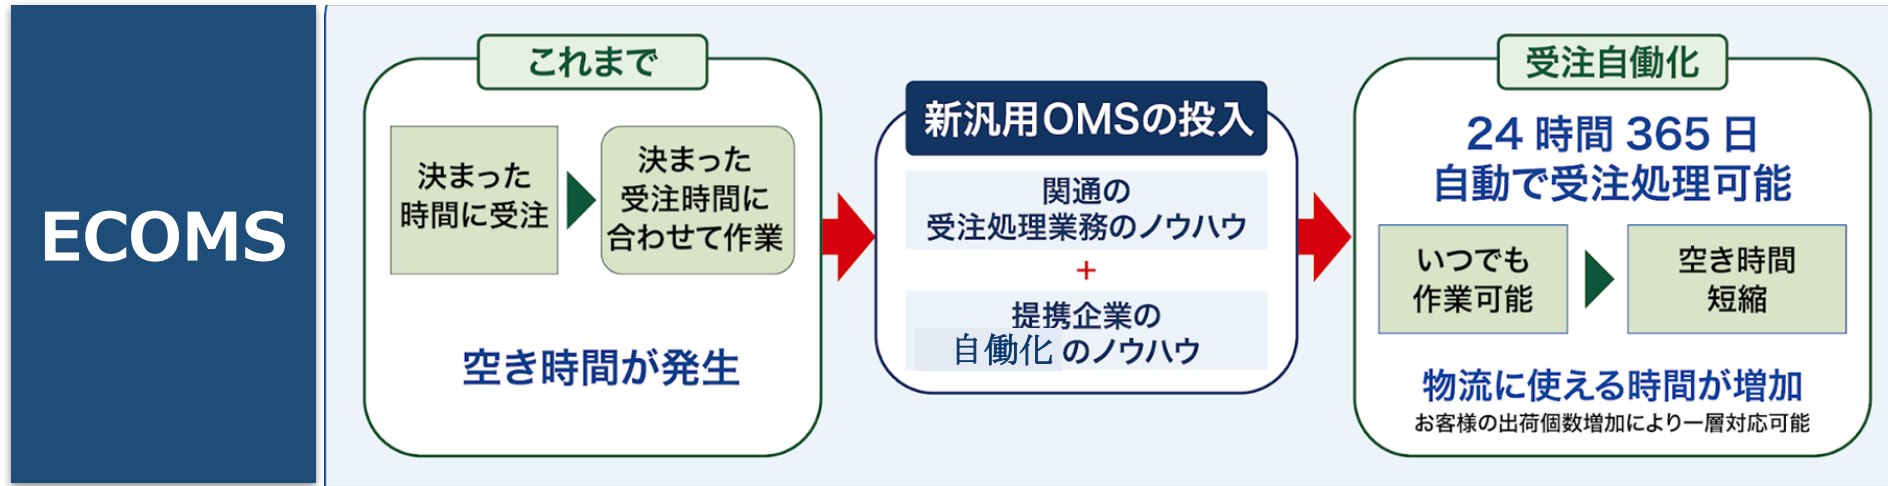 ECOMS
これまで
決まった
時間に受注
決まった
受注時間に
合わせて作業
空き時間が発生
新汎用OMSの投入
関通の
受注処理業務のノウハウ
+
提携企業の
自働化のノウハウ
受注自働化
24時間365日
自動で受注処理可能
いつでも
作業可能
空き時間
短縮
物流に使える時間が増加
お客様の出荷個数増加により一層対応可能